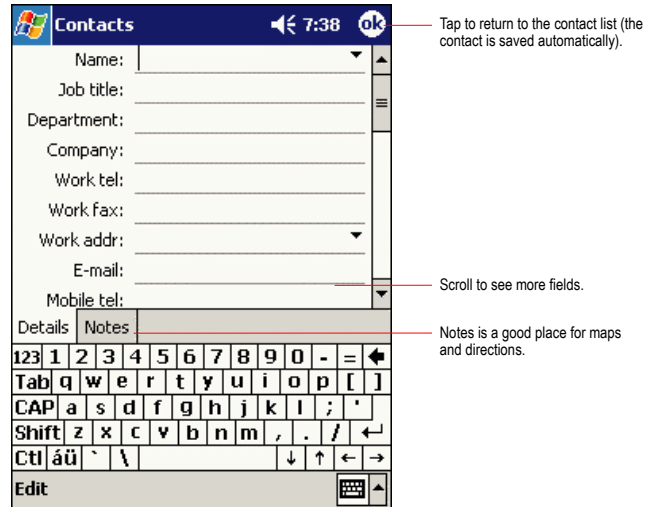 Contacts 7:38 ok
Tap to return to the contact list (the
contact is saved automatically).
Name:
Job title:
Department:
Company:
Work tel:
Work fax:
Work addr:
E-mail:
Mobile tel:
Scroll to see more fields.
Details Notes
Notes is a good place for maps
and directions.
123 1 2 3 4 5 6 7 8 9 0 - = 🡄
Tab q w e r t y u i o p [ ]
CAP a s d f g h j k l ; '
Shift z x c v b n m , . / ↵
Ctl áü ` \ ↓ ↑ ← →
Edit